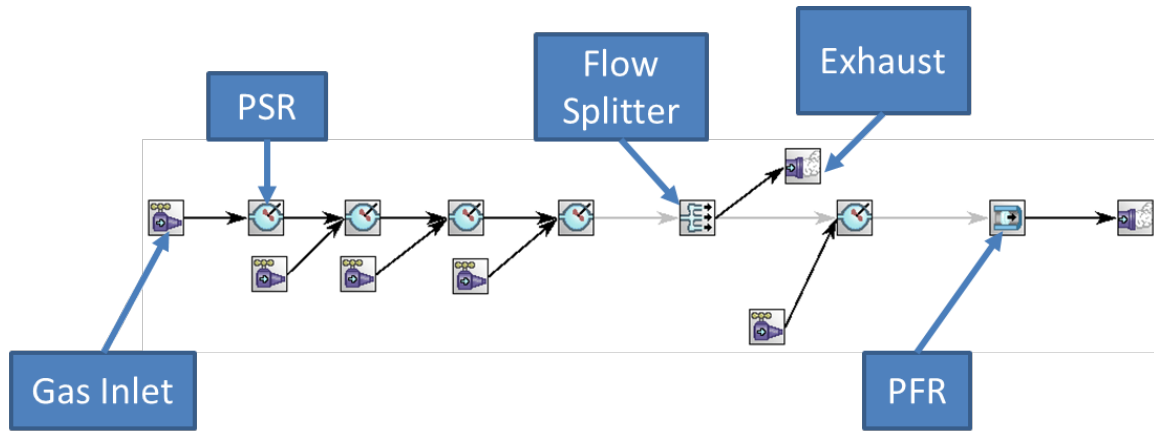 PSR
Flow
Splitter
Exhaust
Gas Inlet
PFR